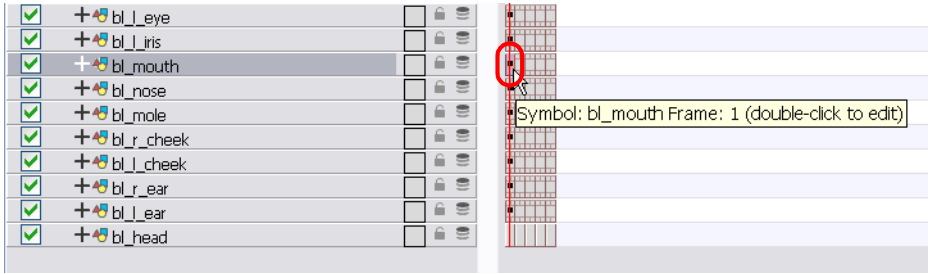 bl_l_eye
bl_l_iris
bl_mouth
bl_nose
bl_mole
Symbol: bl_mouth Frame: 1 (double-click to edit)
bl_r_cheek
bl_l_cheek
bl_r_ear
bl_l_ear
bl_head